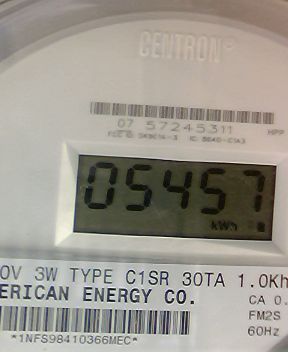 CENTRON®
07 57245311
HPP
05457
kWh
0V 3W TYPE C1SR 30TA 1.0Kh
ERICAN ENERGY CO.
CA 0.
FM2S
60Hz
*1NFS98410366MEC*